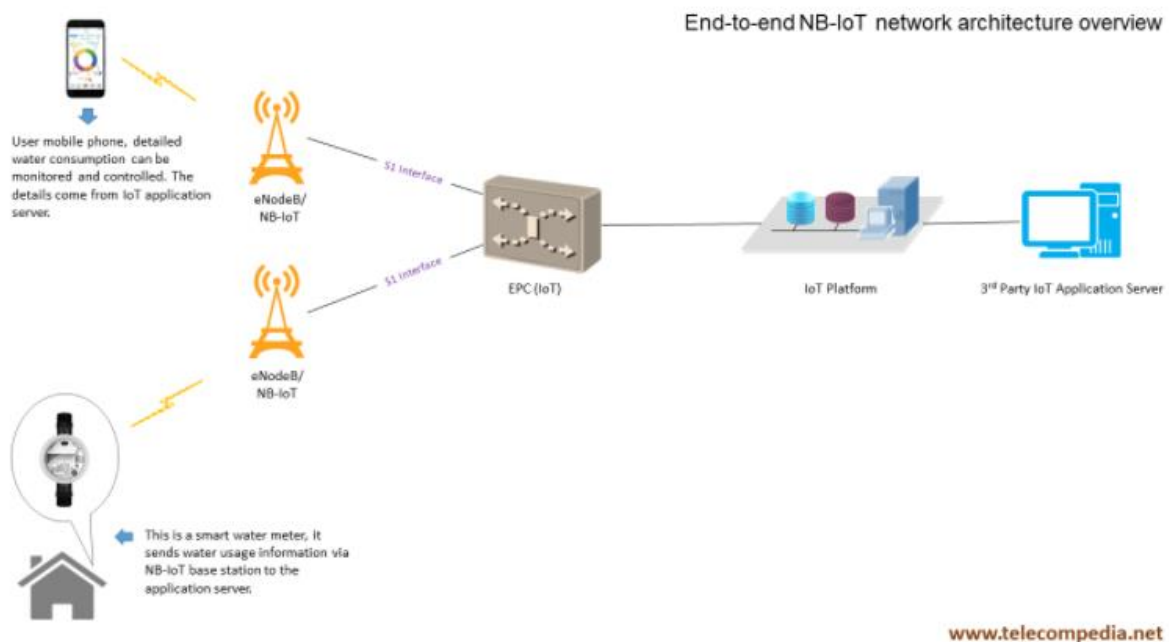 End-to-end NB-IoT network architecture overview
User mobile phone, detailed
water consumption can be
monitored and controlled. The
details come from IoT application
server.
eNodeB/
NB-IoT
S1 Interface
S1 Interface
EPC (IoT)
IoT Platform
3rd Party IoT Application Server
eNodeB/
NB-IoT
This is a smart water meter, it
sends water usage information via
NB-IoT base station to the
application server.
www.telecompedia.net